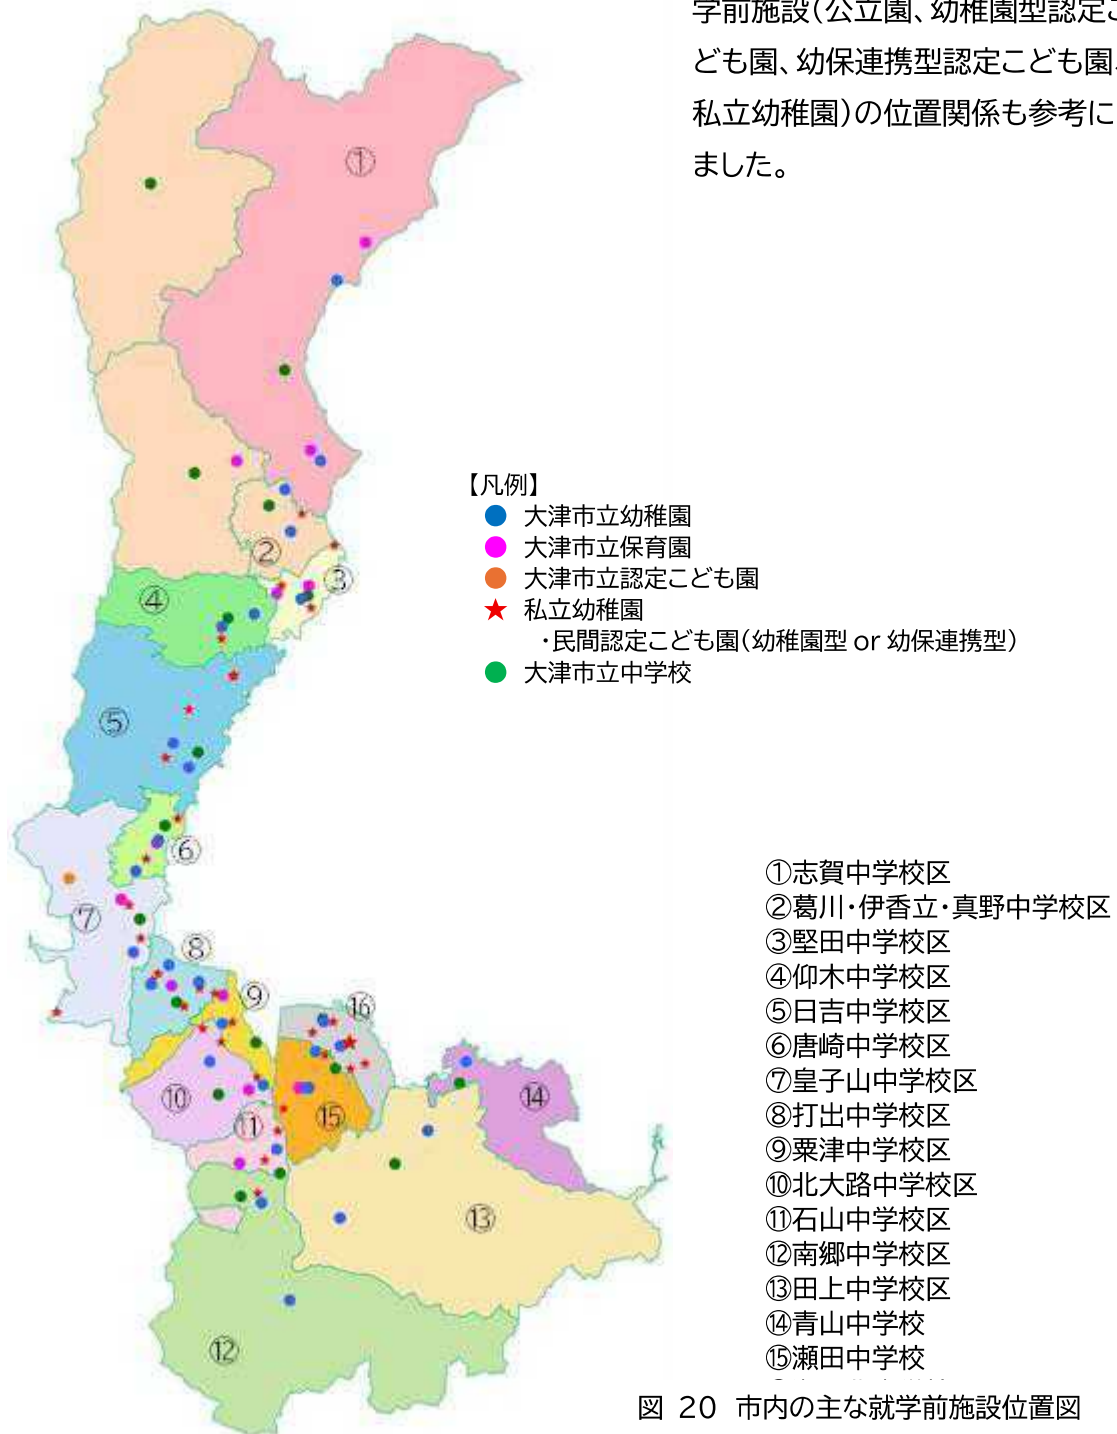 学前施設(公立園、幼稚園型認定こ
ども園、幼保連携型認定こども園、
私立幼稚園)の位置関係も参考に
ました。
①
②
③
④
⑤
⑥
⑦
⑧
⑨
⑯
⑩
⑪
⑮
⑭
⑬
⑫
【凡例】
大津市立幼稚園
大津市立保育園
大津市立認定こども園
私立幼稚園
・民間認定こども園(幼稚園型 or 幼保連携型)
大津市立中学校
①志賀中学校区
②葛川・伊香立・真野中学校区
③堅田中学校区
④仰木中学校区
⑤日吉中学校区
⑥唐崎中学校区
⑦皇子山中学校区
⑧打出中学校区
⑨粟津中学校区
⑩北大路中学校区
⑪石山中学校区
⑫南郷中学校区
⑬田上中学校区
⑭青山中学校
⑮瀬田中学校
図 20 市内の主な就学前施設位置図